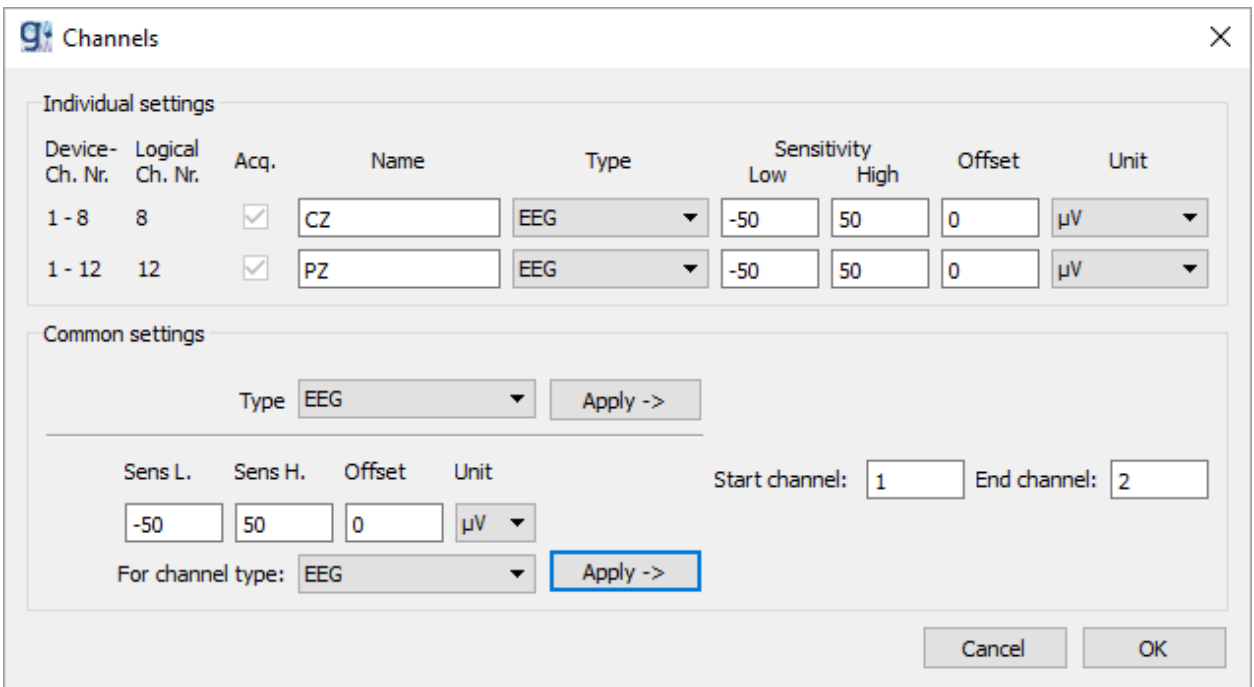 g Channels
Individual settings
Device- Logical Acq. Name Type Sensitivity Offset Unit
Ch. Nr. Ch. Nr. Low High
1 - 8 8 CZ EEG -50 50 0 µV
1 - 12 12 PZ EEG -50 50 0 µV
Common settings
Type EEG Apply ->
Sens L. Sens H. Offset Unit Start channel: 1 End channel: 2
-50 50 0 µV
For channel type: EEG Apply ->
Cancel OK